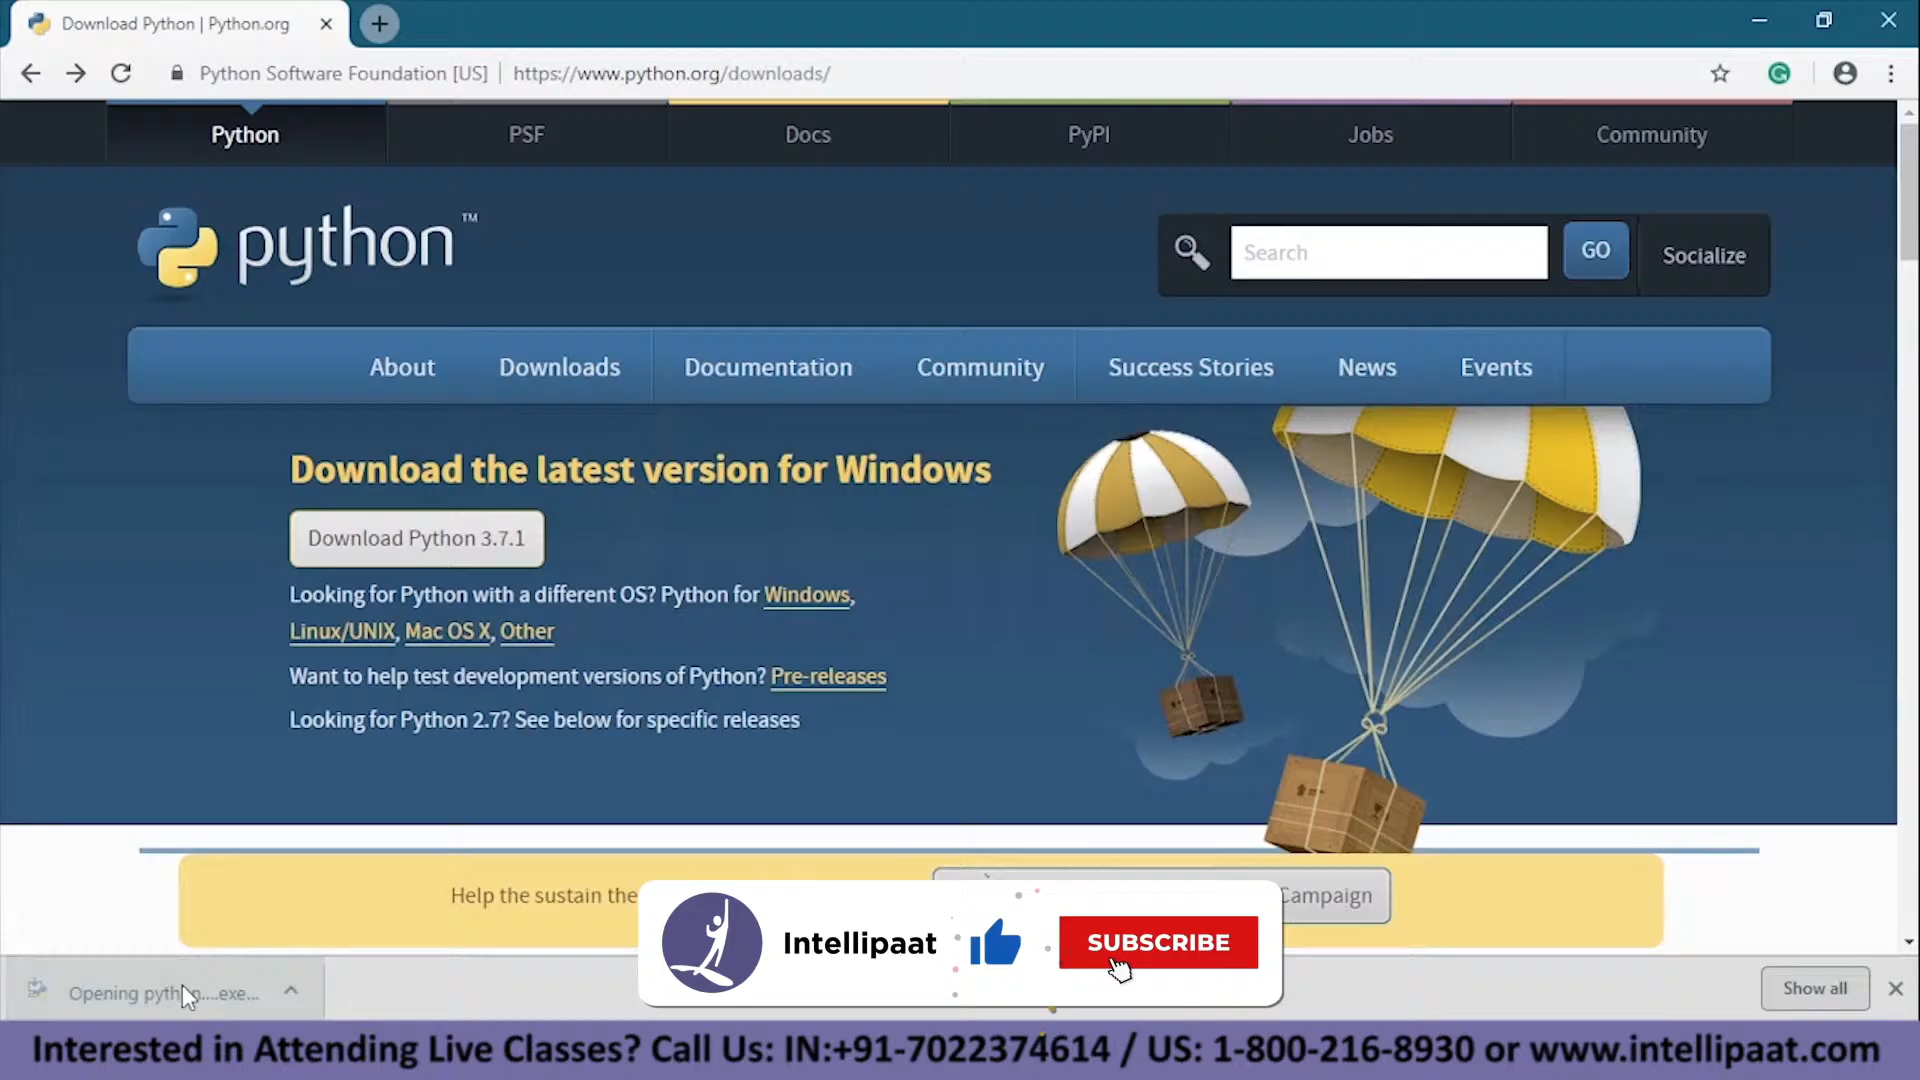 Download Python | Python.org
Python Software Foundation [US] https://www.python.org/downloads/
Python PSF Docs PyPI Jobs Community
python™
Search GO Socialize
About Downloads Documentation Community Success Stories News Events
Download the latest version for Windows
Download Python 3.7.1
Looking for Python with a different OS? Python for Windows,
Linux/UNIX, Mac OS X, Other
Want to help test development versions of Python? Pre-releases
Looking for Python 2.7? See below for specific releases
Help the sustain the Campaign
Intellipaat SUBSCRIBE
Opening python....exe... Show all
Interested in Attending Live Classes? Call Us: IN:+91-7022374614 / US: 1-800-216-8930 or www.intellipaat.com